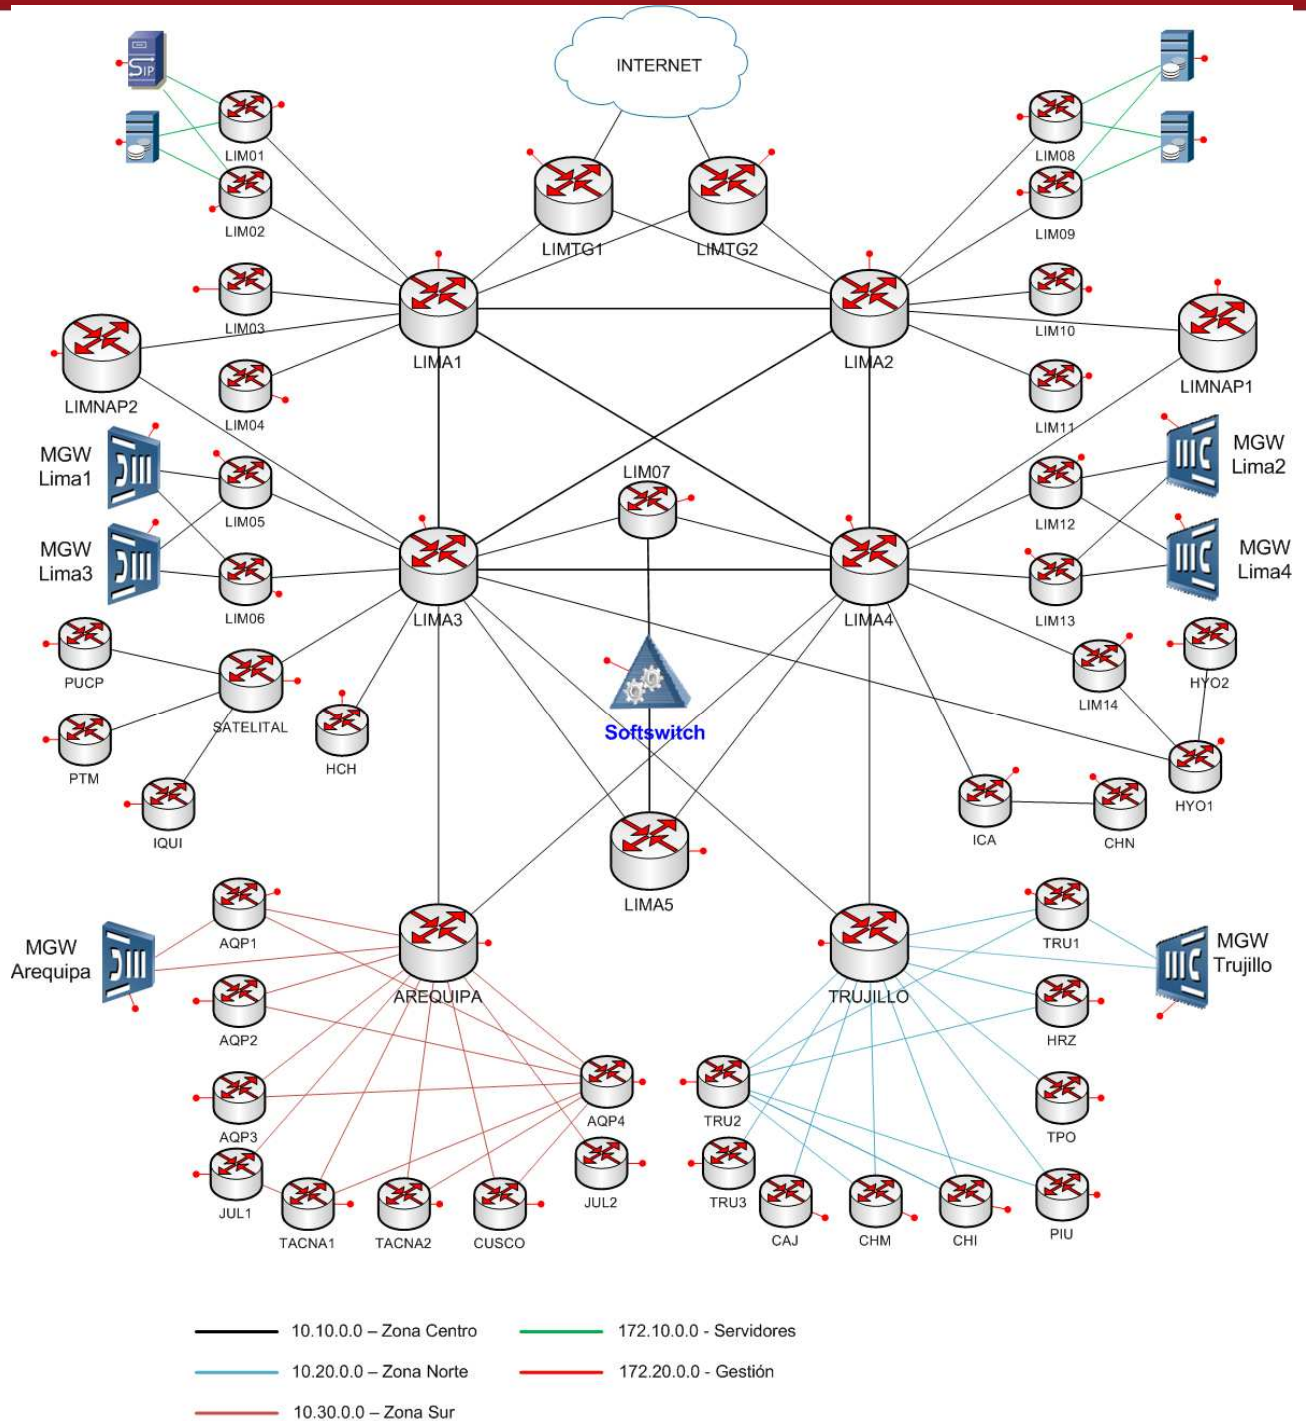 INTERNET
SIP
LIM01
LIM08
LIM02
LIM09
LIMTG1
LIMTG2
LIM03
LIM10
LIMA1
LIMA2
LIMNAP1
LIMNAP2
LIM04
LIM11
MGW
Lima1
LIM07
MGW
Lima2
LIM05
LIM12
MGW
Lima3
MGW
Lima4
LIM06
LIMA3
LIMA4
LIM13
PUCP
HYO2
LIM14
SATELITAL
Softswitch
HCH
PTM
HYO1
IQUI
ICA
CHN
LIMA5
AQP1
TRU1
MGW
Arequipa
MGW
Trujillo
AREQUIPA
TRUJILLO
AQP2
HRZ
AQP4
TRU2
AQP3
TPO
JUL2
TRU3
JUL1
TACNA1
TACNA2
CUSCO
CAJ
CHM
CHI
PIU
10.10.0.0 – Zona Centro
172.10.0.0 - Servidores
10.20.0.0 – Zona Norte
172.20.0.0 - Gestión
10.30.0.0 – Zona Sur